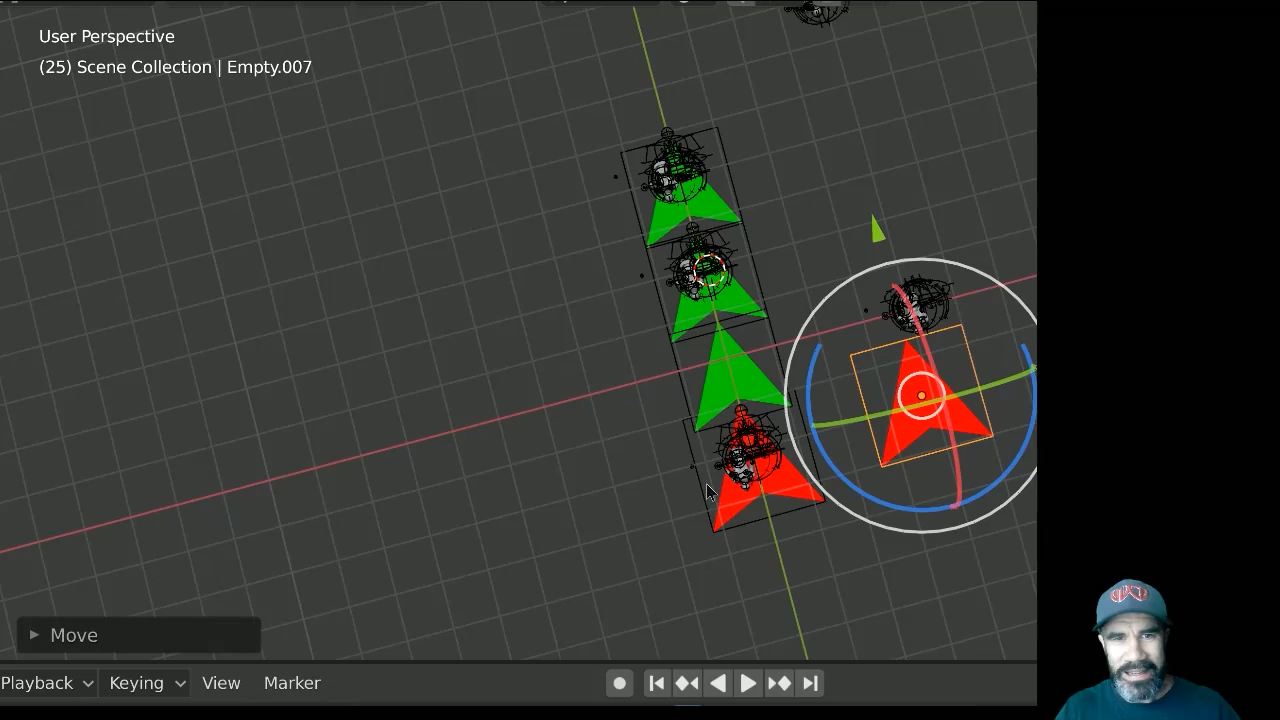 User Perspective
(25) Scene Collection | Empty.007
Move
Playback Keying View Marker